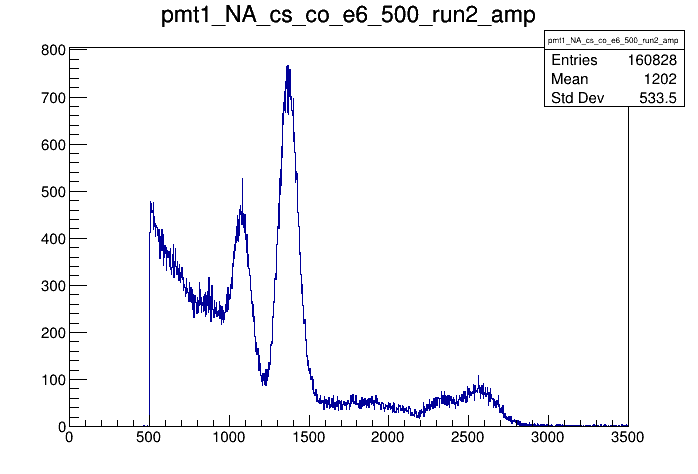 pmt1_NA_cs_co_e6_500_run2_amp
pmt1_NA_cs_co_e6_500_run2_amp
Entries 160828
Mean 1202
Std Dev 533.5
800
700
600
500
400
300
200
100
0
0 500 1000 1500 2000 2500 3000 3500